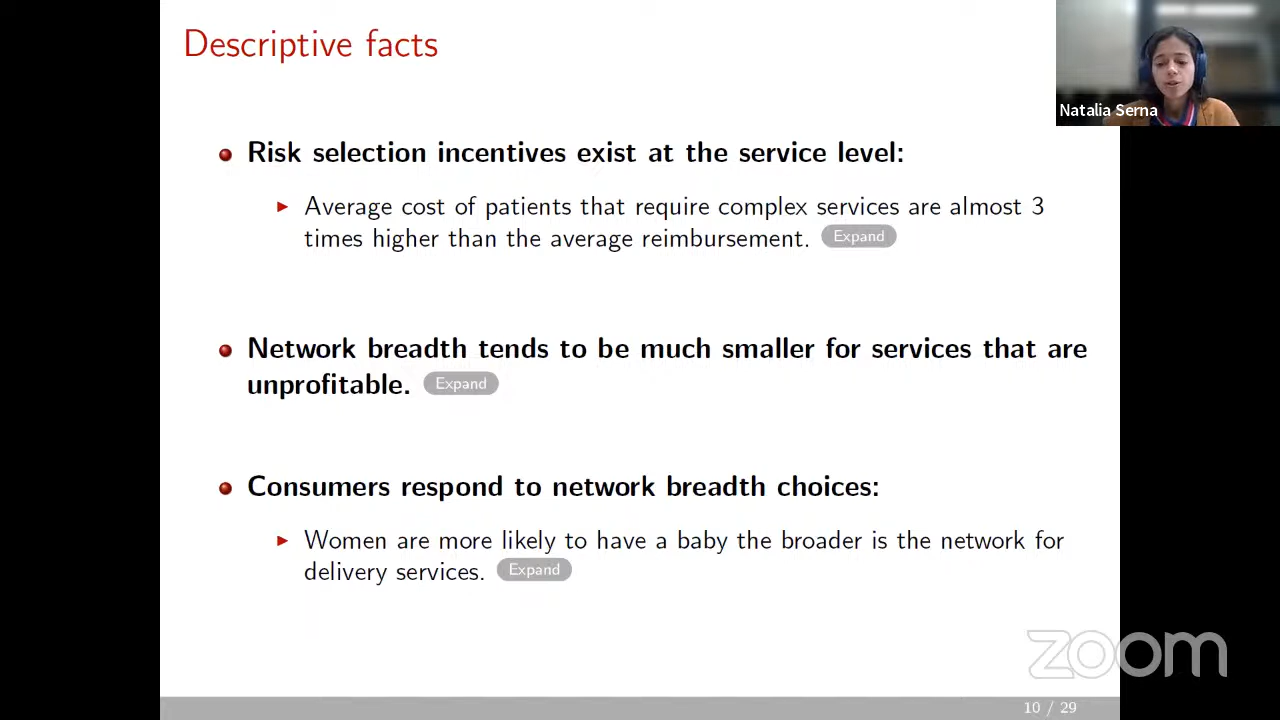 Descriptive facts
Natalia Serna
Risk selection incentives exist at the service level:
Average cost of patients that require complex services are almost 3
times higher than the average reimbursement. Expand
Network breadth tends to be much smaller for services that are
unprofitable. Expand
Consumers respond to network breadth choices:
Women are more likely to have a baby the broader is the network for
delivery services. Expand
zoom
10 / 29